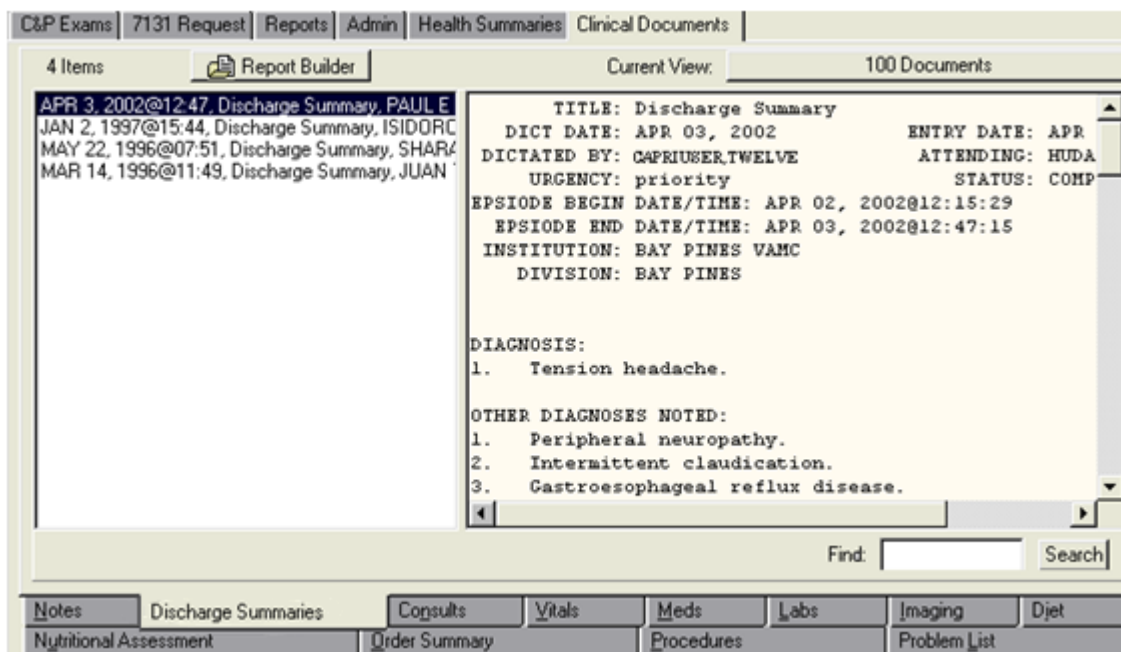 C&P Exams 7131 Request Reports Admin Health Summaries Clinical Documents
4 Items Report Builder Current View: 100 Documents
APR 3, 2002@12:47, Discharge Summary, PAUL E
JAN 2, 1997@15:44, Discharge Summary, ISIDORC
MAY 22, 1996@07:51, Discharge Summary, SHARA
MAR 14, 1996@11:49, Discharge Summary, JUAN
TITLE: Discharge Summary
DICT DATE: APR 03, 2002 ENTRY DATE: APR
DICTATED BY: CAPRIUSER,TWELVE ATTENDING: HUDA
URGENCY: priority STATUS: COMP
EPSIODE BEGIN DATE/TIME: APR 02, 2002@12:15:29
EPSIODE END DATE/TIME: APR 03, 2002@12:47:15
INSTITUTION: BAY PINES VAMC
DIVISION: BAY PINES
DIAGNOSIS:
1. Tension headache.
OTHER DIAGNOSES NOTED:
1. Peripheral neuropathy.
2. Intermittent claudication.
3. Gastroesophageal reflux disease.
Find: Search
Notes Discharge Summaries Consults Vitals Meds Labs Imaging Diet
Nutritional Assessment Order Summary Procedures Problem List